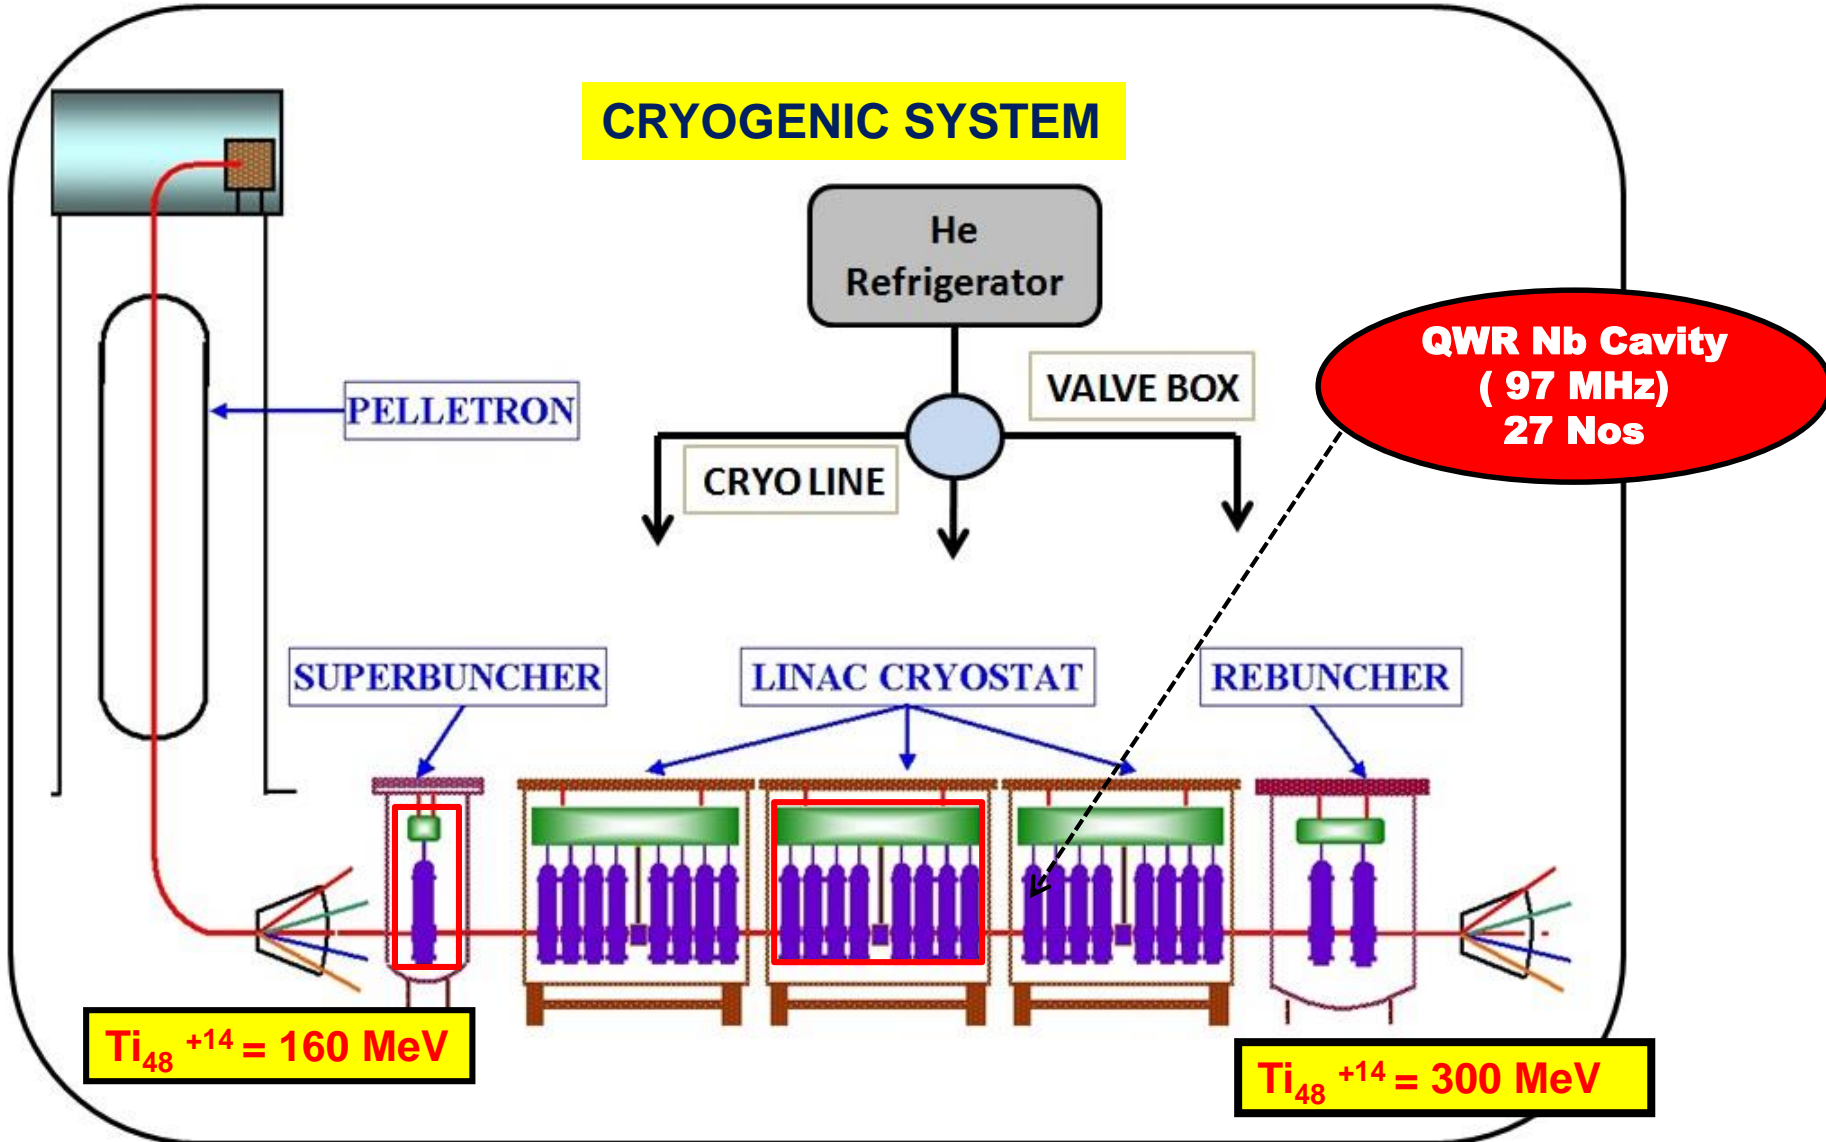 CRYOGENIC SYSTEM
He
Refrigerator
QWR Nb Cavity
( 97 MHz)
27 Nos
VALVE BOX
PELLETRON
CRYO LINE
SUPERBUNCHER
LINAC CRYOSTAT
REBUNCHER
Ti48 +14 = 160 MeV
Ti48 +14 = 300 MeV